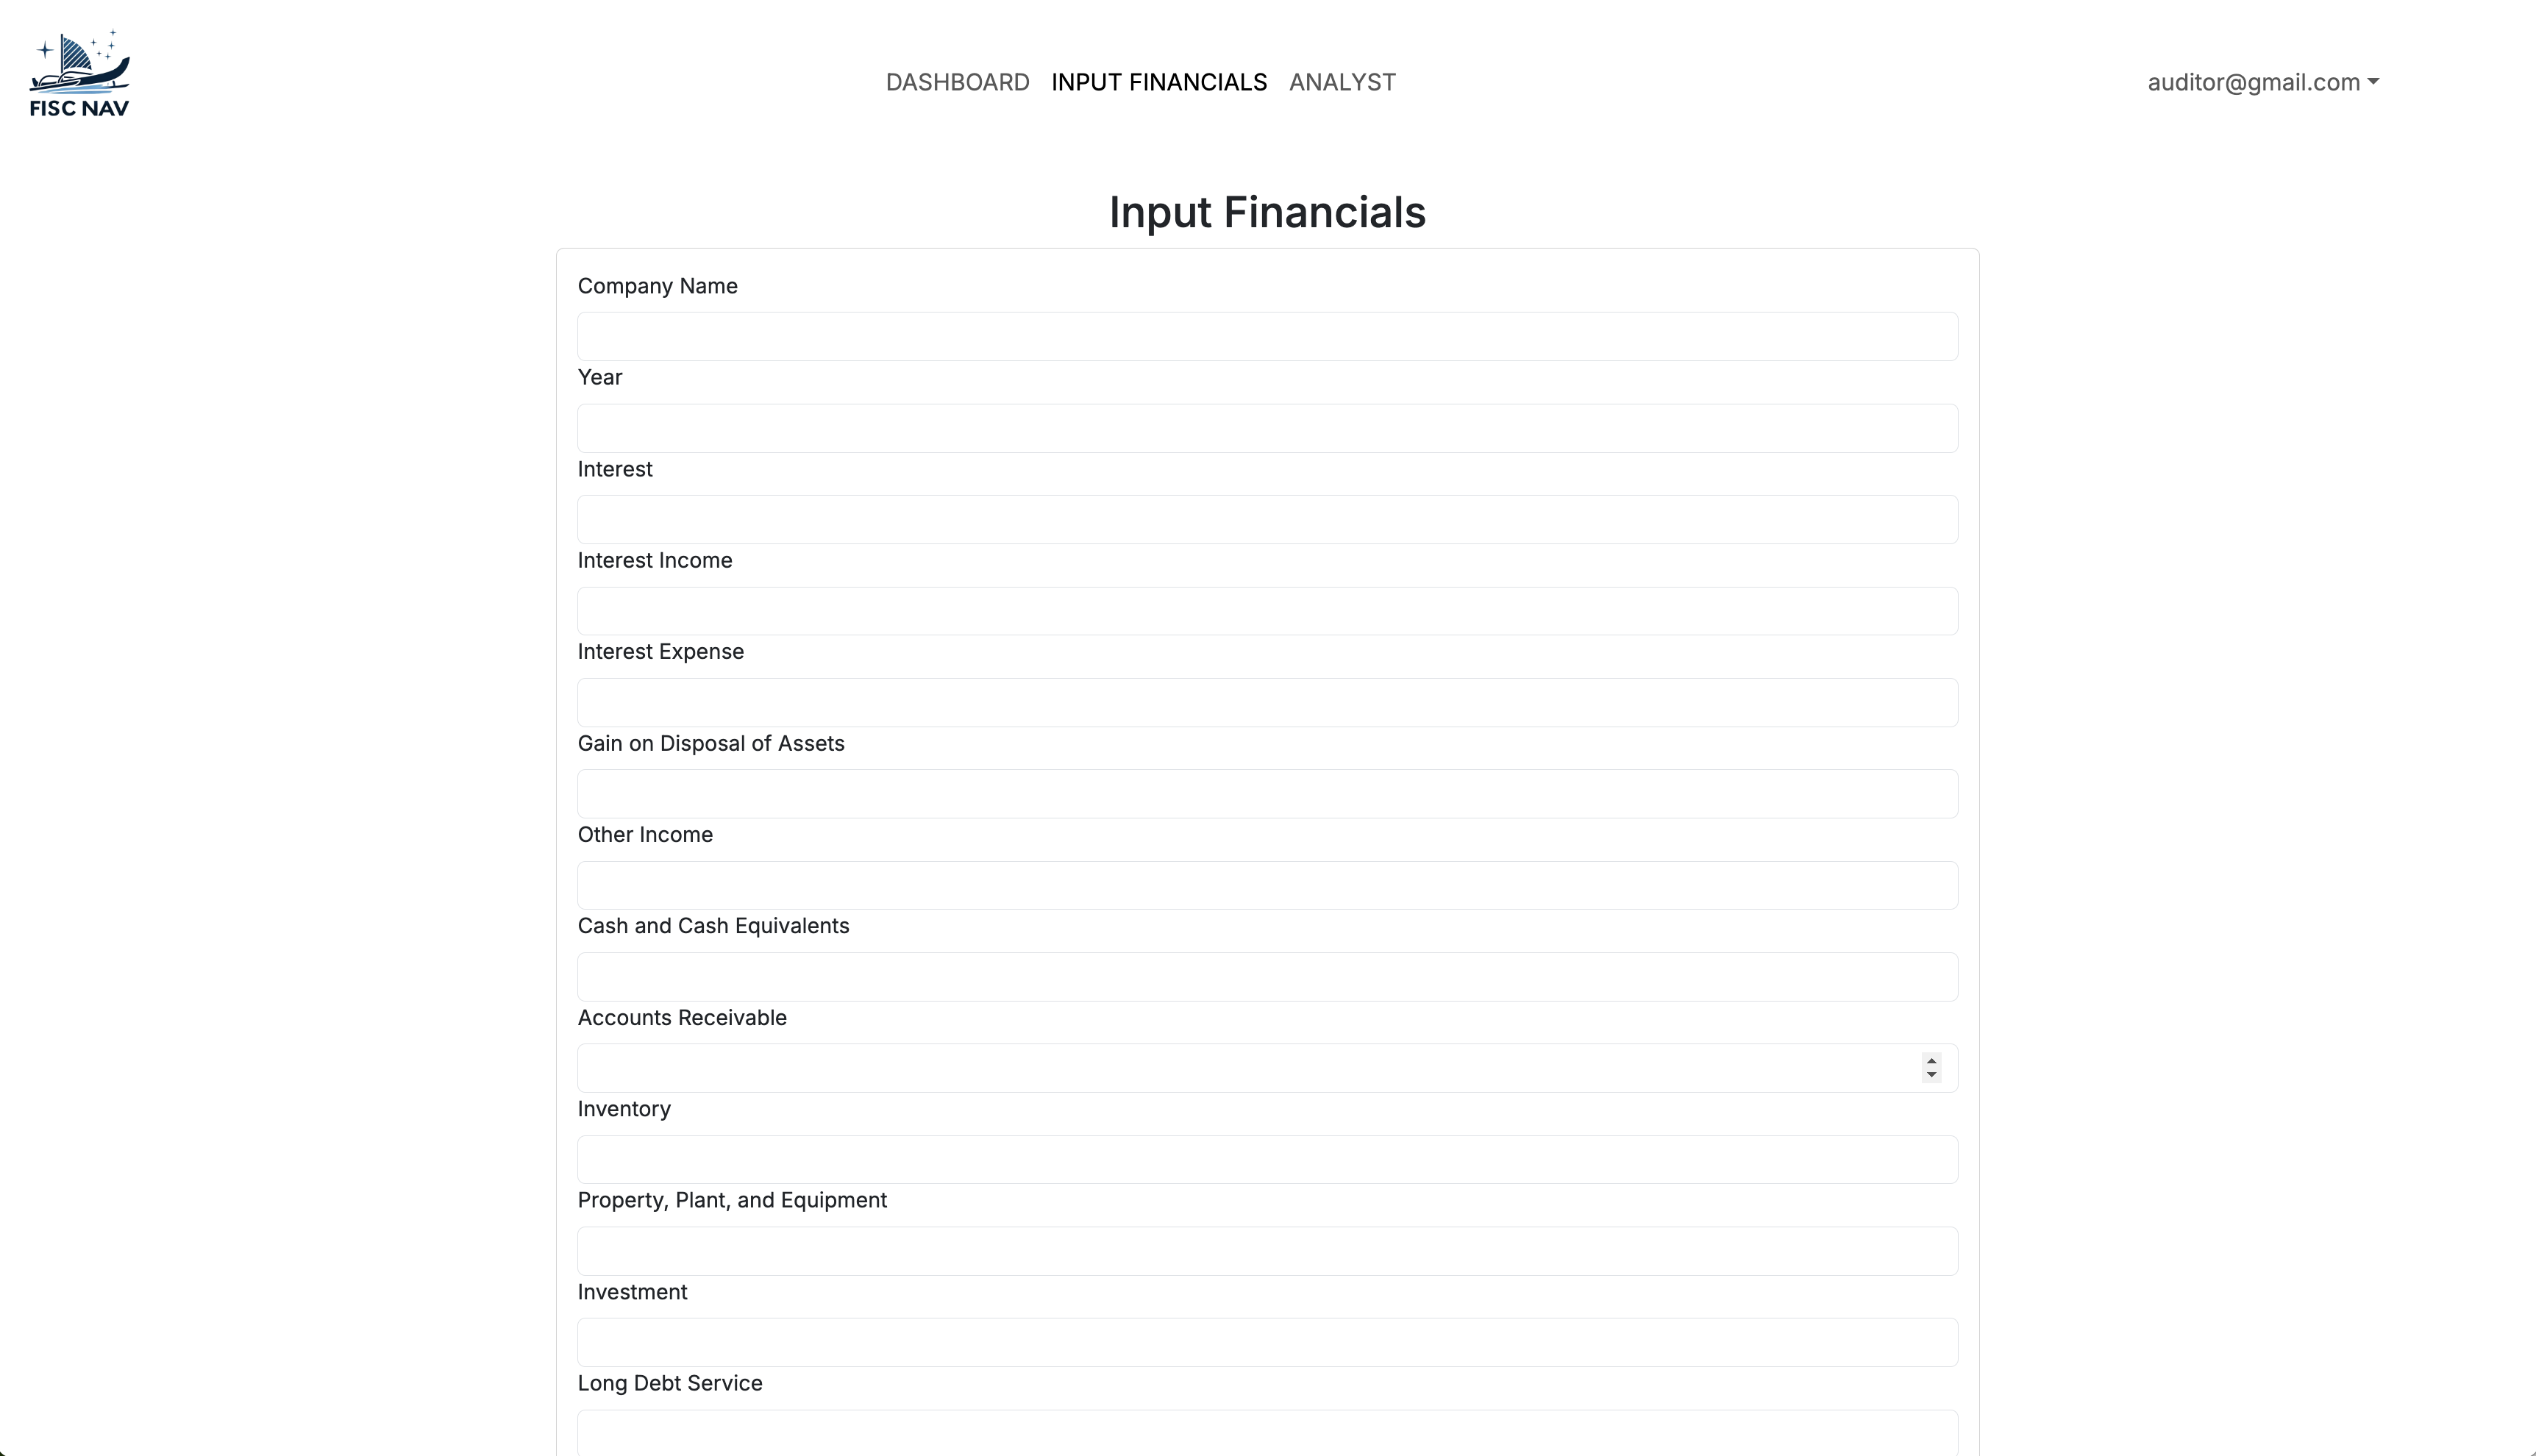 FISC NAV
DASHBOARD INPUT FINANCIALS ANALYST
auditor@gmail.com
Input Financials
Company Name
Year
Interest
Interest Income
Interest Expense
Gain on Disposal of Assets
Other Income
Cash and Cash Equivalents
Accounts Receivable
Inventory
Property, Plant, and Equipment
Investment
Long Debt Service